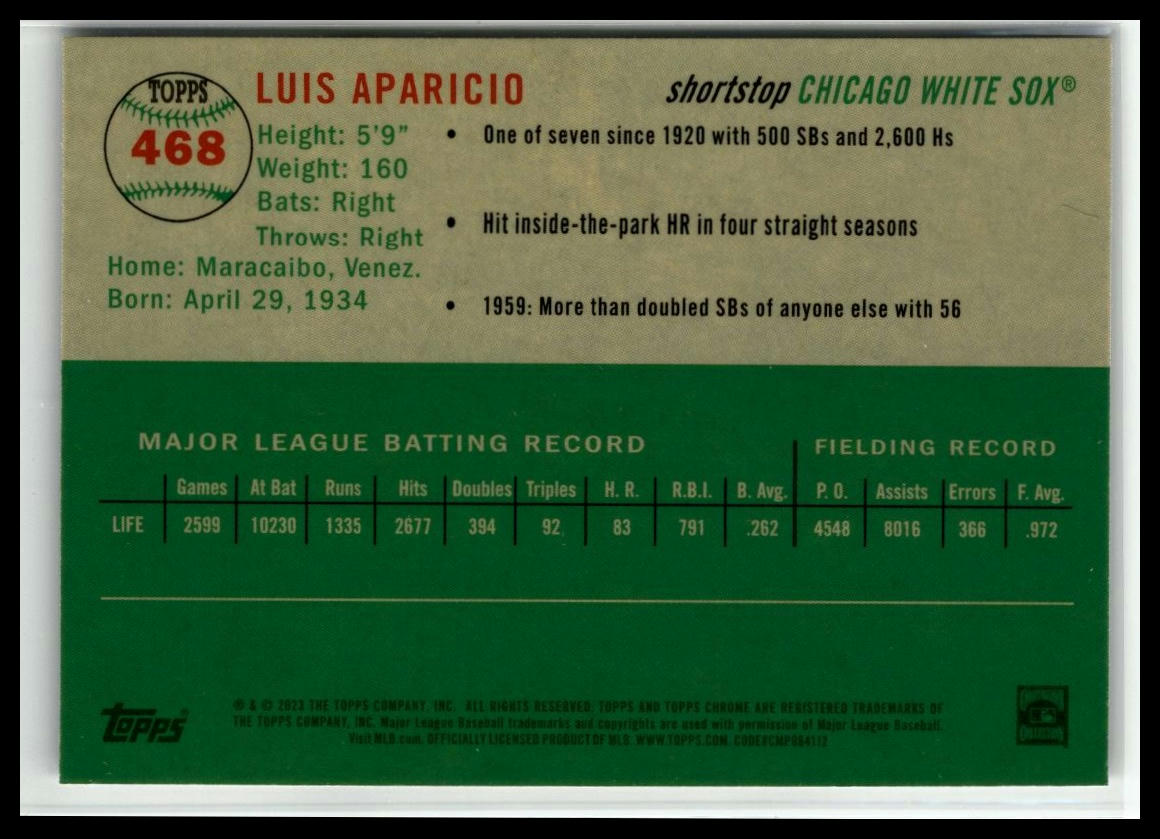 TOPPS
468
LUIS APARICIO
shortstop CHICAGO WHITE SOX®
Height: 5'9"
Weight: 160
Bats: Right
Throws: Right
Home: Maracaibo, Venez.
Born: April 29, 1934
• One of seven since 1920 with 500 SBs and 2,600 Hs
• Hit inside-the-park HR in four straight seasons
• 1959: More than doubled SBs of anyone else with 56
MAJOR LEAGUE BATTING RECORD FIELDING RECORD
Games At Bat Runs Hits Doubles Triples H. R. R.B.I. B. Avg. P. O. Assists Errors F. Avg.
LIFE 2599 10230 1335 2677 394 92 83 791 .262 4548 8016 366 .972
Topps®
® & © 2023 THE TOPPS COMPANY, INC. ALL RIGHTS RESERVED. TOPPS AND TOPPS CHROME ARE REGISTERED TRADEMARKS OF
THE TOPPS COMPANY, INC. Major League Baseball trademarks and copyrights are used with permission of Major League Baseball.
Visit MLB.com. OFFICIALLY LICENSED PRODUCT OF MLB. WWW.TOPPS.COM. CODE#CMP084112